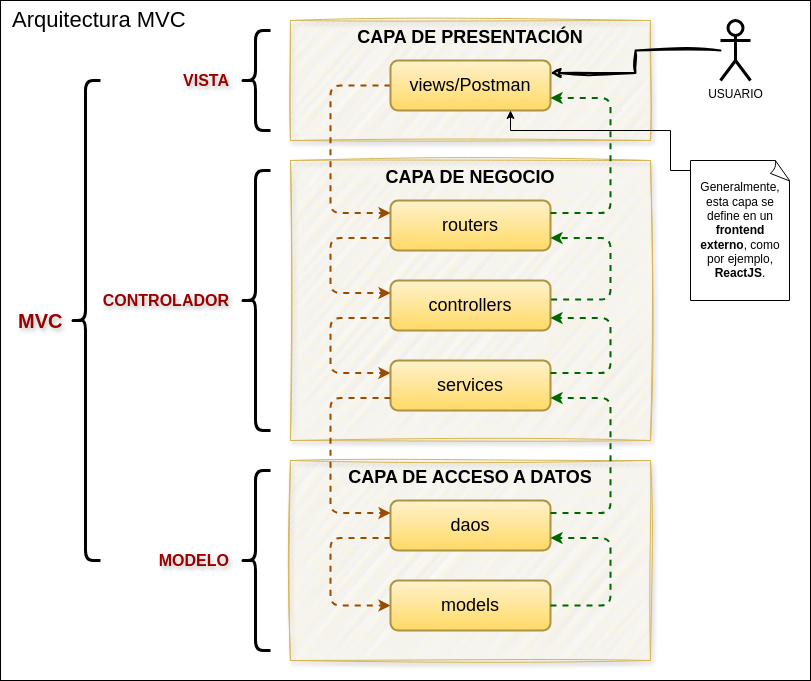 Arquitectura MVC
CAPA DE PRESENTACIÓN
VISTA
views/Postman
USUARIO
CAPA DE NEGOCIO
Generalmente,
esta capa se
define en un
frontend
externo, como
por ejemplo,
ReactJS.
routers
CONTROLADOR
controllers
MVC
services
CAPA DE ACCESO A DATOS
daos
MODELO
models